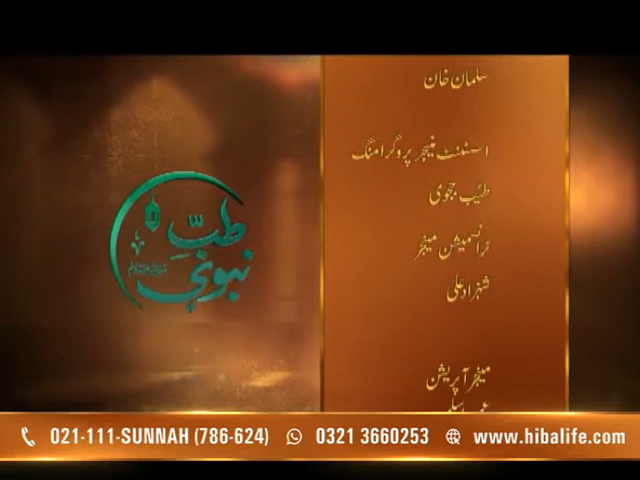 سلمان خان
اسسٹنٹ منیجر پروگرامنگ
طیب ججوی
ٹرانسمیشن منیجر
شہزاد علی
منیجر آپریشن
طبِّ
نبوی
021-111-SUNNAH (786-624) 0321 3660253 www.hibalife.com